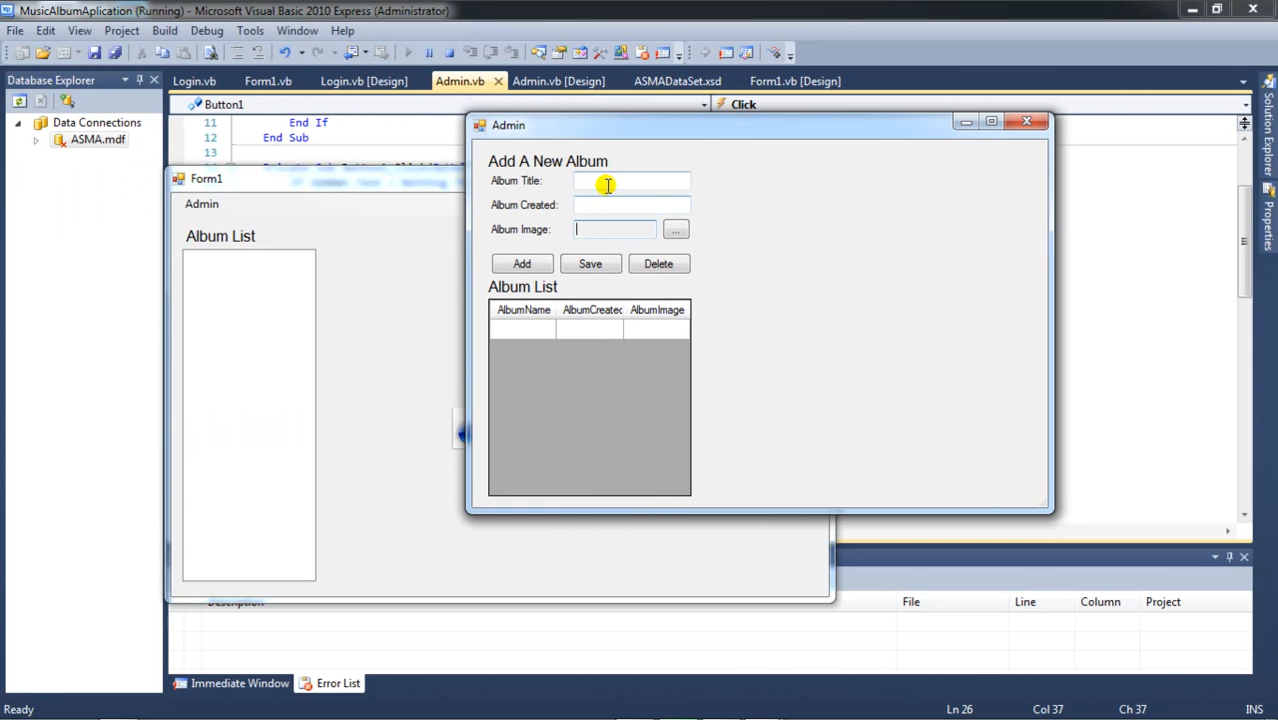 MusicAlbumAplication (Running) - Microsoft Visual Basic 2010 Express (Administrator)
File Edit View Project Build Debug Tools Window Help
Database Explorer
Login.vb Form1.vb Login.vb [Design] Admin.vb Admin.vb [Design] ASMADataSet.xsd Form1.vb [Design]
Button1 Click
Data Connections
ASMA.mdf
11 End If
12 End Sub
13
Form1
Admin
Album List
Admin
Add A New Album
Album Title:
Album Created:
Album Image: ...
Add Save Delete
Album List
AlbumName AlbumCreated AlbumImage
Solution Explorer
Properties
Description File Line Column Project
Immediate Window Error List
Ready Ln 26 Col 37 Ch 37 INS